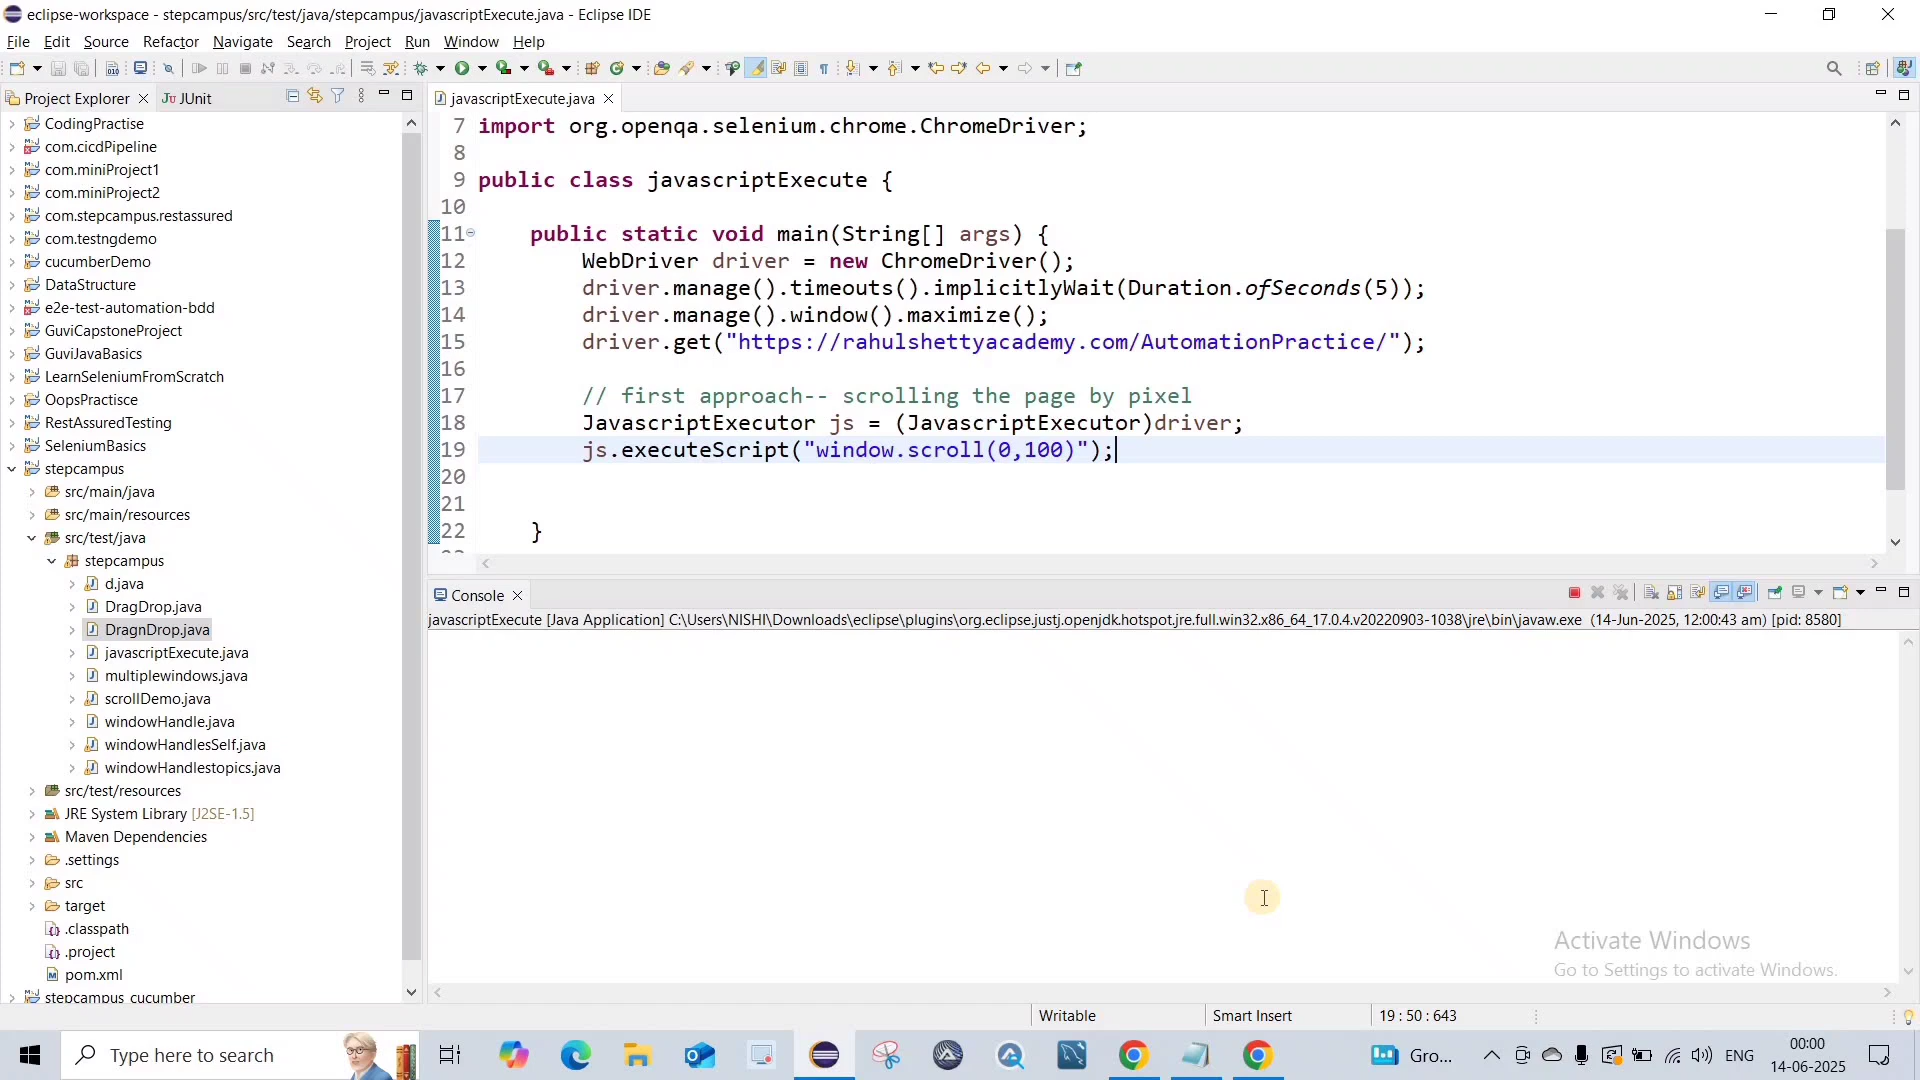 eclipse-workspace - stepcampus/src/test/java/stepcampus/javascriptExecute.java - Eclipse IDE
File Edit Source Refactor Navigate Search Project Run Window Help
Project Explorer
JUnit
CodingPractise
com.cicdPipeline
com.miniProject1
com.miniProject2
com.stepcampus.restassured
com.testngdemo
cucumberDemo
DataStructure
e2e-test-automation-bdd
GuviCapstoneProject
GuviJavaBasics
LearnSeleniumFromScratch
OopsPractisce
RestAssuredTesting
SeleniumBasics
stepcampus
src/main/java
src/main/resources
src/test/java
stepcampus
d.java
DragDrop.java
DragnDrop.java
javascriptExecute.java
multiplewindows.java
scrollDemo.java
windowHandle.java
windowHandlesSelf.java
windowHandlestopics.java
src/test/resources
JRE System Library [J2SE-1.5]
Maven Dependencies
.settings
src
target
.classpath
.project
pom.xml
stepcampus_cucumber
javascriptExecute.java
7 import org.openqa.selenium.chrome.ChromeDriver;
8
9 public class javascriptExecute {
10
11 public static void main(String[] args) {
12 WebDriver driver = new ChromeDriver();
13 driver.manage().timeouts().implicitlyWait(Duration.ofSeconds(5));
14 driver.manage().window().maximize();
15 driver.get("https://rahulshettyacademy.com/AutomationPractice/");
16
17 // first approach-- scrolling the page by pixel
18 JavascriptExecutor js = (JavascriptExecutor)driver;
19 js.executeScript("window.scroll(0,100)");
20
21
22 }
Console
javascriptExecute [Java Application] C:\Users\NISHI\Downloads\eclipse\plugins\org.eclipse.justj.openjdk.hotspot.jre.full.win32.x86_64_17.0.4.v20220903-1038\jre\bin\javaw.exe (14-Jun-2025, 12:00:43 am) [pid: 8580]
Activate Windows
Go to Settings to activate Windows.
Writable
Smart Insert
19 : 50 : 643
Type here to search
Gro...
ENG
00:00
14-06-2025